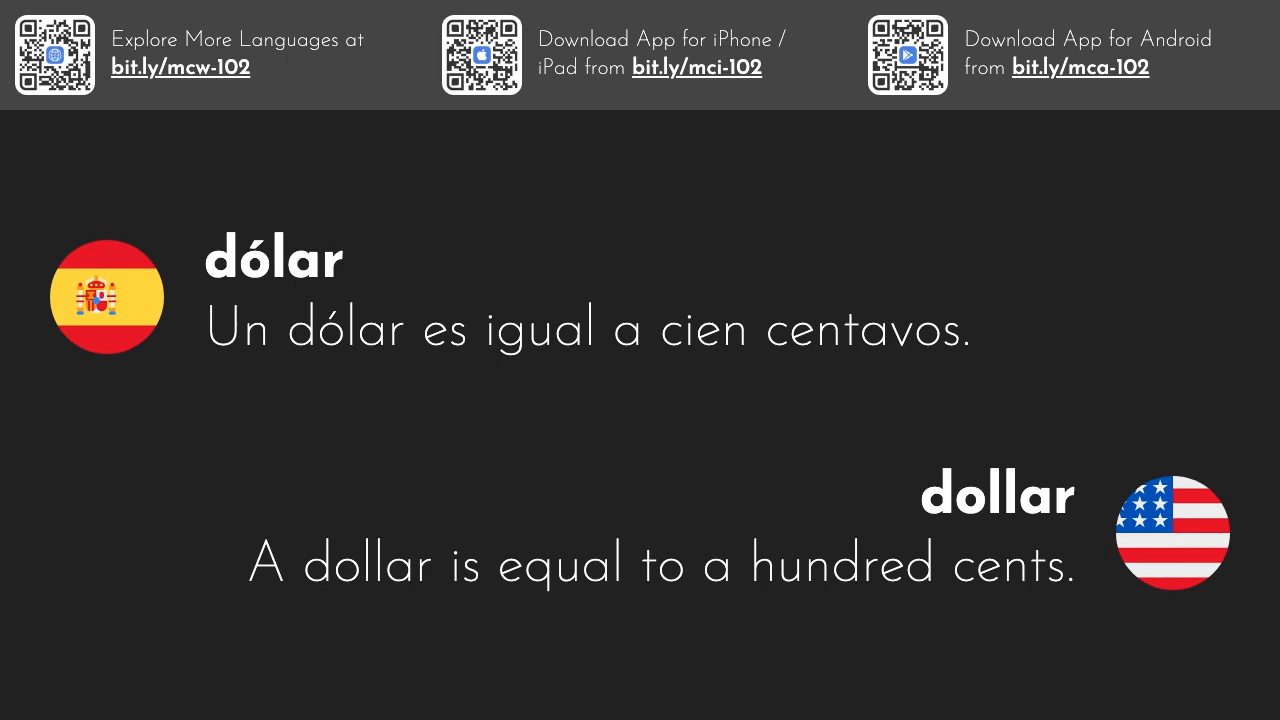 Explore More Languages at
bit.ly/mcw-102
Download App for iPhone /
iPad from bit.ly/mci-102
Download App for Android
from bit.ly/mca-102
dólar
Un dólar es igual a cien centavos.
dollar
A dollar is equal to a hundred cents.